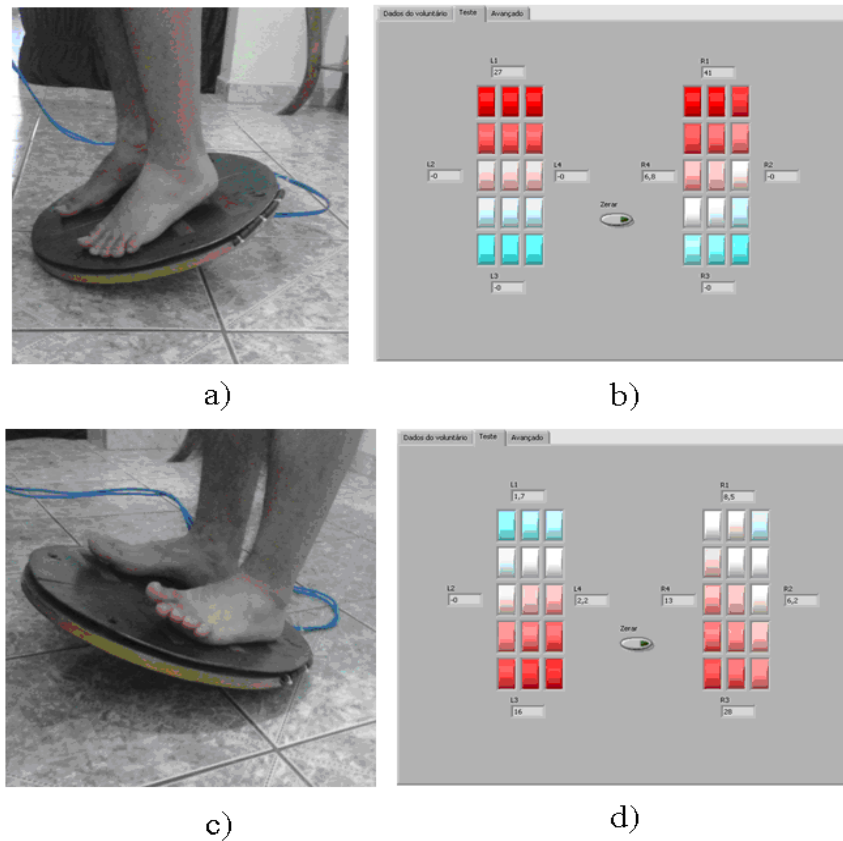 Dados do voluntário Teste Avançado
L1
27
R1
41
L2
-0
L4
-0
R4
6,8
R2
-0
Zerar
L3
-0
R3
-0
a)
b)
Dados do voluntário Teste Avançado
L1
1,7
R1
8,5
L2
-0
L4
2,2
R4
13
R2
6,2
Zerar
L3
16
R3
28
c)
d)